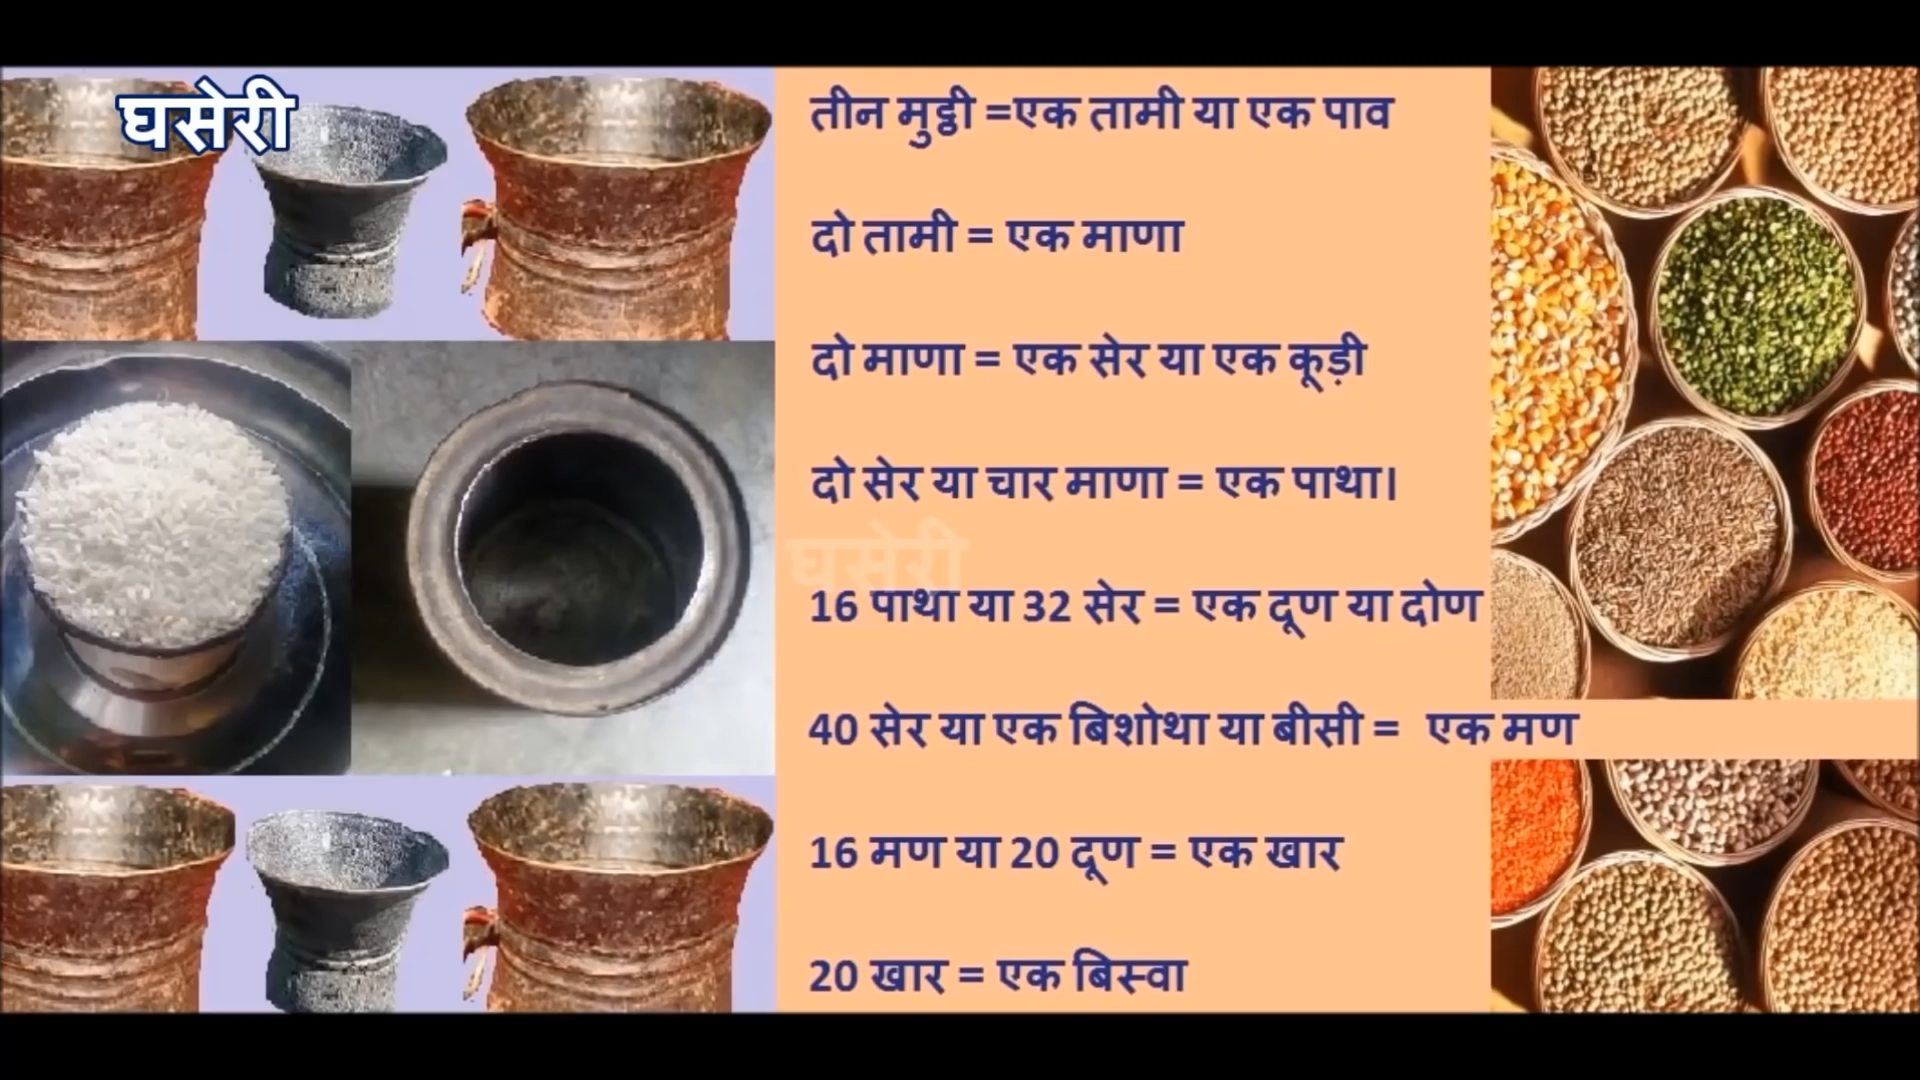 घसेरी
तीन मुट्ठी =एक तामी या एक पाव
दो तामी = एक माणा
दो माणा = एक सेर या एक कूड़ी
दो सेर या चार माणा = एक पाथा।
घसेरी
16 पाथा या 32 सेर = एक दूण या दोण
40 सेर या एक बिशोथा या बीसी = एक मण
16 मण या 20 दूण = एक खार
20 खार = एक बिस्वा